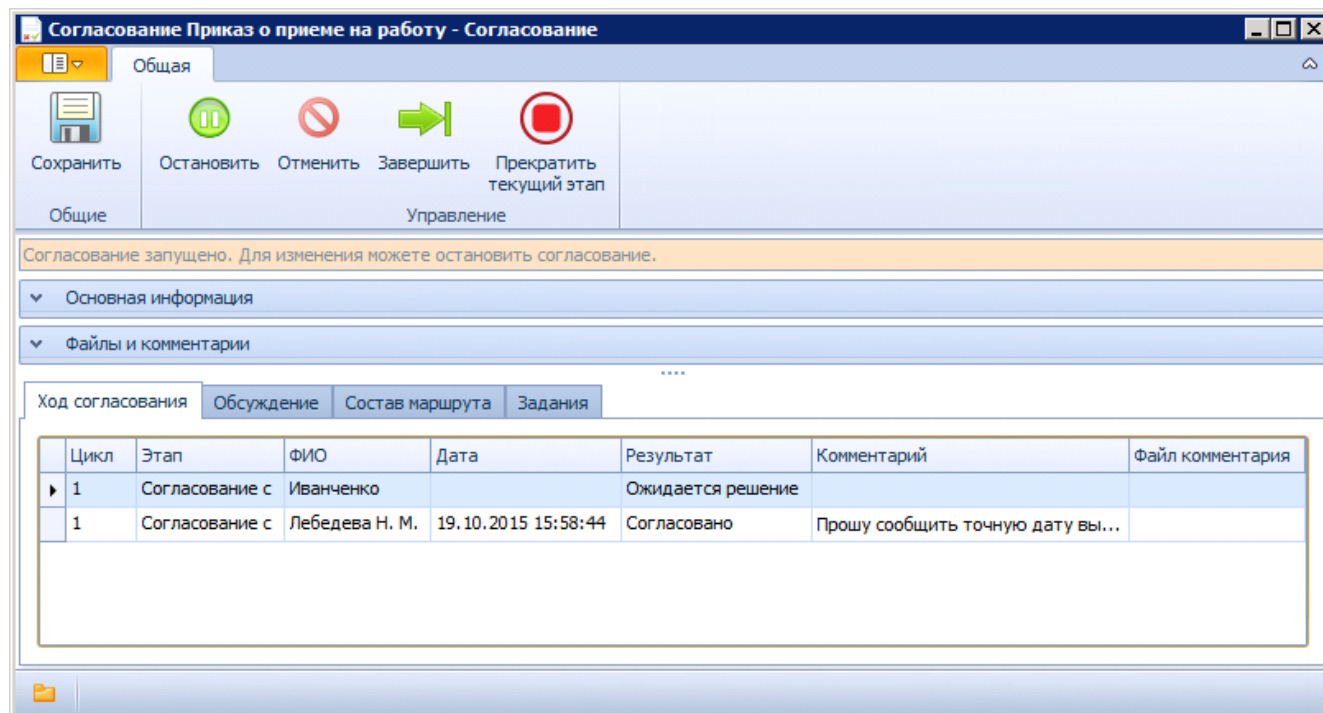 Согласование Приказ о приеме на работу - Согласование
Общая
Сохранить
Остановить
Отменить
Завершить
Прекратить
текущий этап
Общие
Управление
Согласование запущено. Для изменения можете остановить согласование.
Основная информация
Файлы и комментарии
Ход согласования Обсуждение Состав маршрута Задания
Цикл Этап ФИО Дата Результат Комментарий Файл комментария
1 Согласование с Иванченко Ожидается решение
1 Согласование с Лебедева Н. М. 19.10.2015 15:58:44 Согласовано Прошу сообщить точную дату вы...